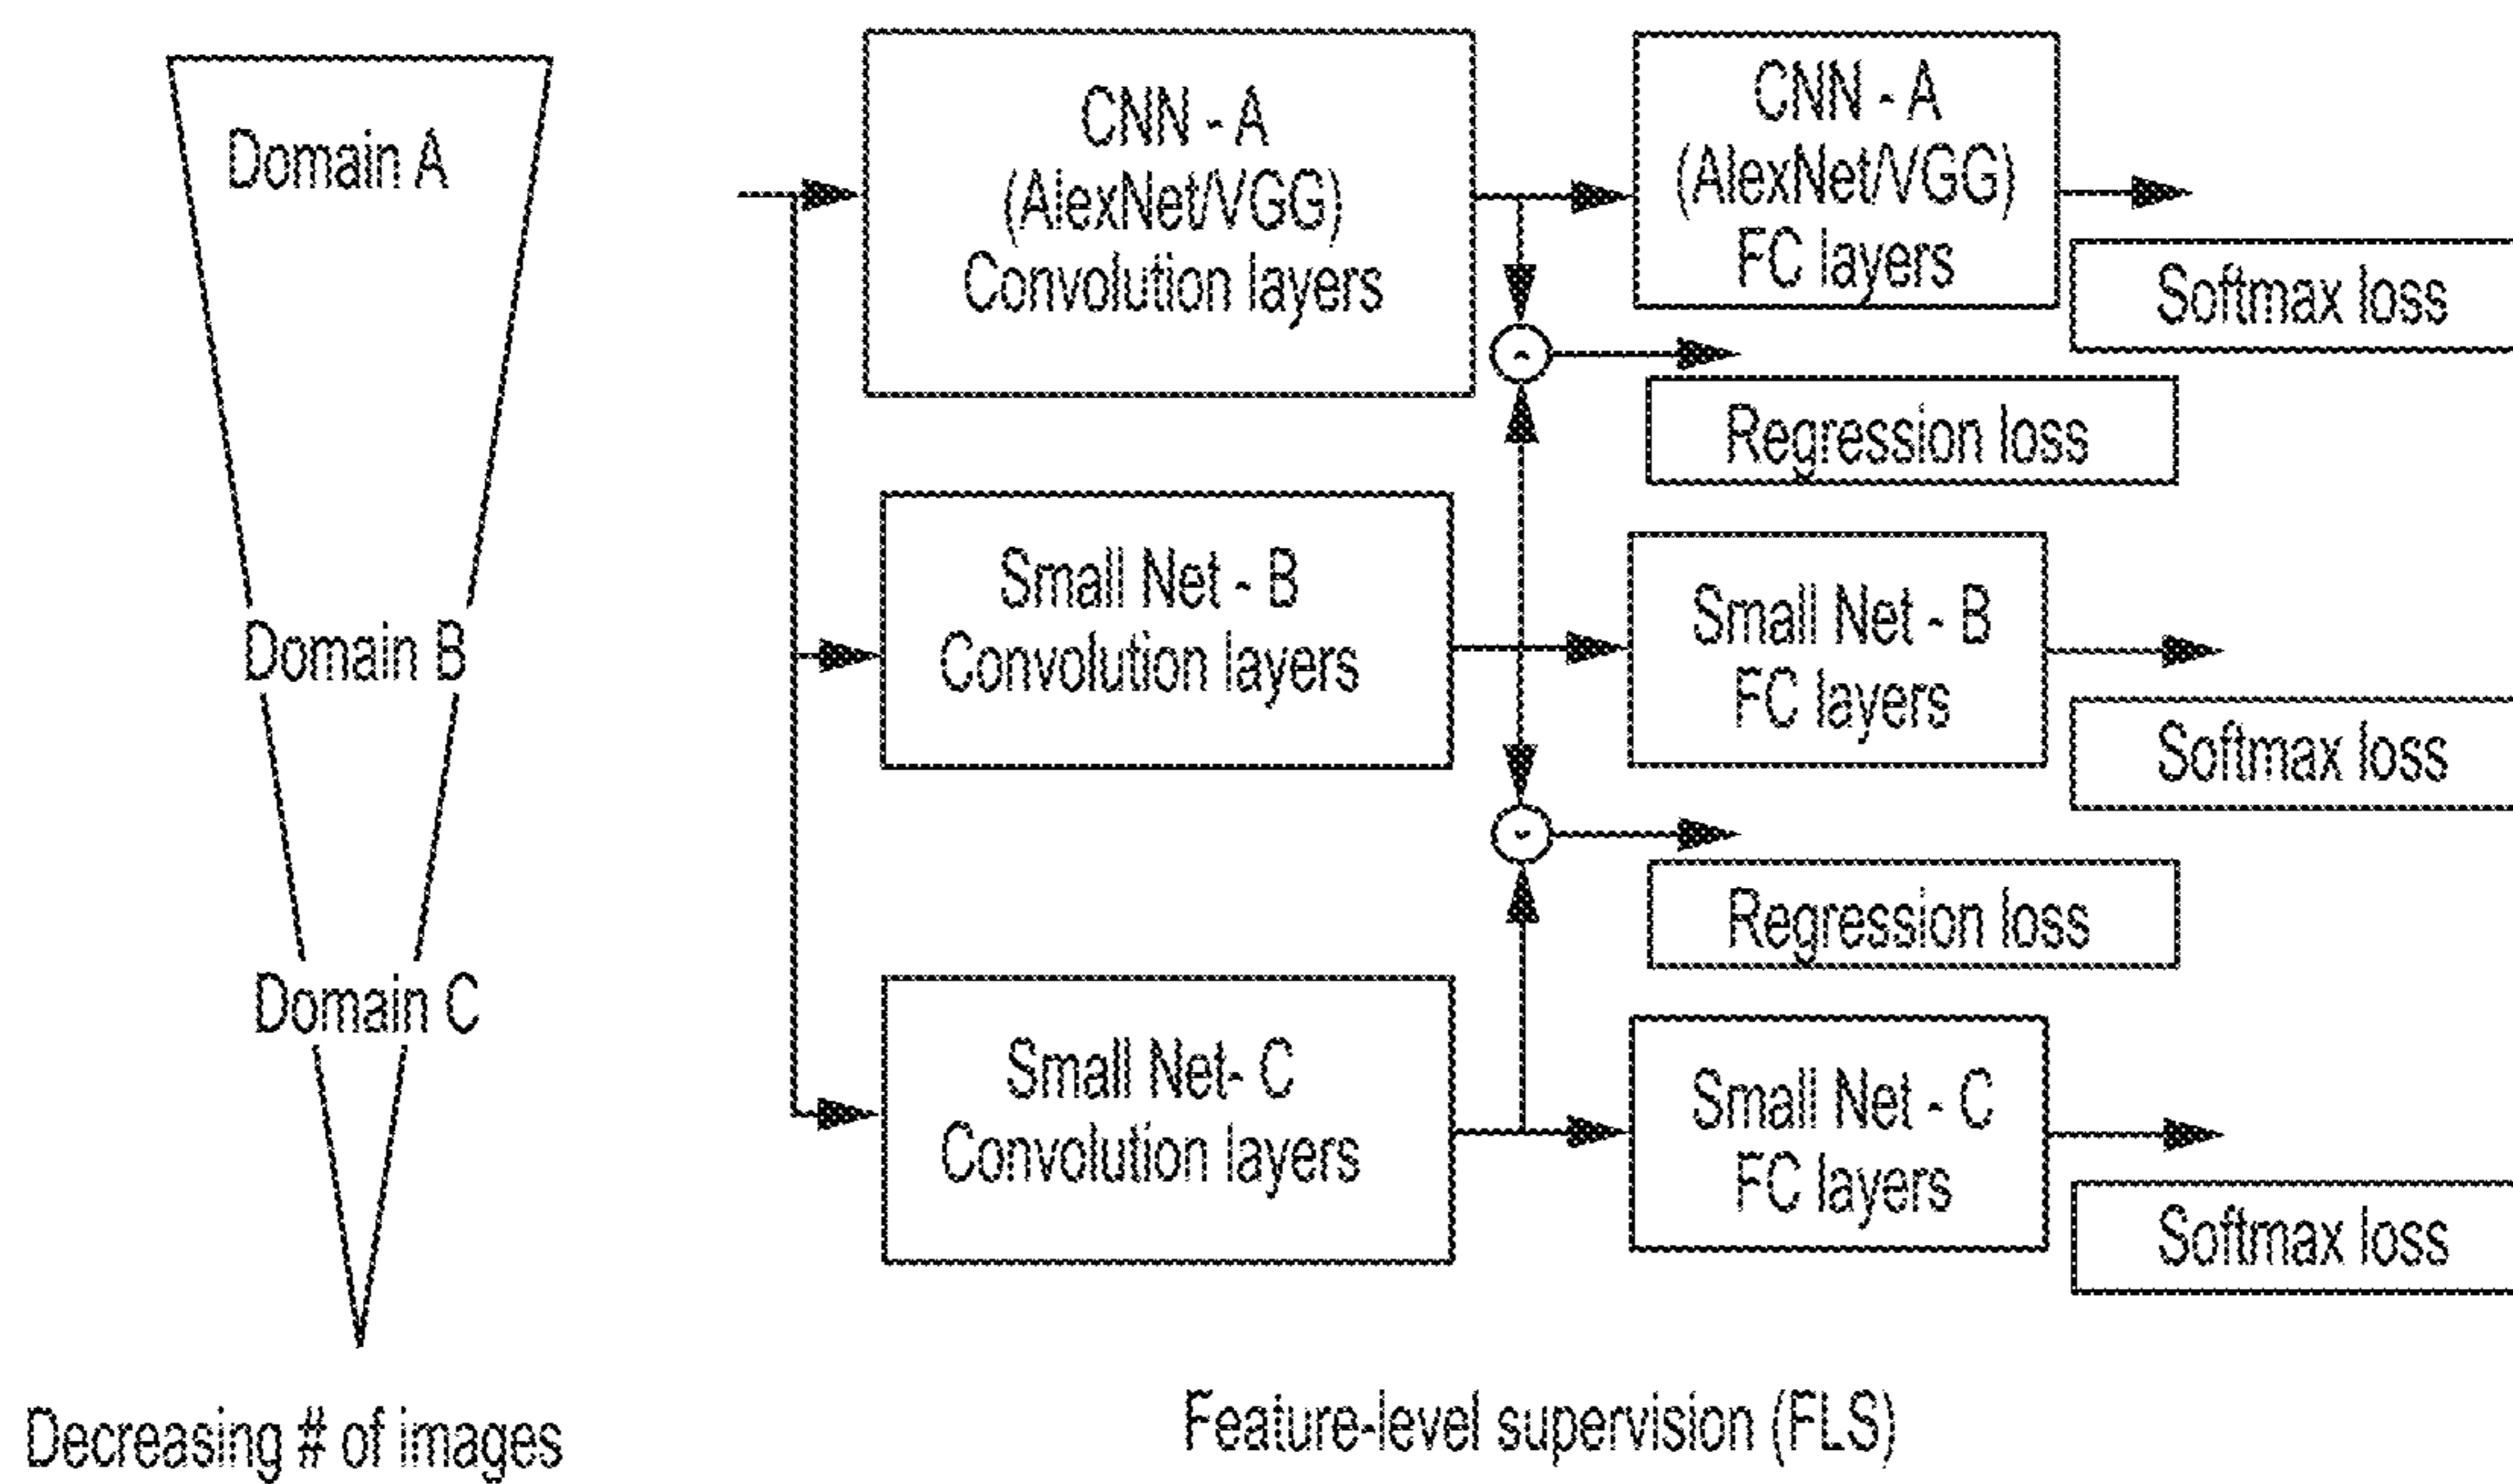 Domain A
Domain B
Domain C
Decreasing # of images
CNN - A
(AlexNet/VGG)
Convolution layers
CNN - A
(AlexNet/VGG)
FC layers
Softmax loss
Regression loss
Small Net - B
Convolution layers
Small Net - B
FC layers
Softmax loss
Regression loss
Small Net- C
Convolution layers
Small Net - C
FC layers
Softmax loss
Feature-level supervision (FLS)